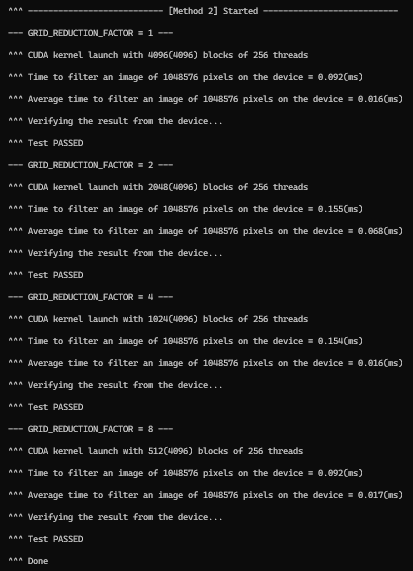 ^^^ --------------------------- [Method 2] Started ---------------------------
--- GRID_REDUCTION_FACTOR = 1 ---
^^^ CUDA kernel launch with 4096(4096) blocks of 256 threads
^^^ Time to filter an image of 1048576 pixels on the device = 0.092(ms)
^^^ Average time to filter an image of 1048576 pixels on the device = 0.016(ms)
^^^ Verifying the result from the device...
^^^ Test PASSED
--- GRID_REDUCTION_FACTOR = 2 ---
^^^ CUDA kernel launch with 2048(4096) blocks of 256 threads
^^^ Time to filter an image of 1048576 pixels on the device = 0.155(ms)
^^^ Average time to filter an image of 1048576 pixels on the device = 0.068(ms)
^^^ Verifying the result from the device...
^^^ Test PASSED
--- GRID_REDUCTION_FACTOR = 4 ---
^^^ CUDA kernel launch with 1024(4096) blocks of 256 threads
^^^ Time to filter an image of 1048576 pixels on the device = 0.154(ms)
^^^ Average time to filter an image of 1048576 pixels on the device = 0.016(ms)
^^^ Verifying the result from the device...
^^^ Test PASSED
--- GRID_REDUCTION_FACTOR = 8 ---
^^^ CUDA kernel launch with 512(4096) blocks of 256 threads
^^^ Time to filter an image of 1048576 pixels on the device = 0.092(ms)
^^^ Average time to filter an image of 1048576 pixels on the device = 0.017(ms)
^^^ Verifying the result from the device...
^^^ Test PASSED
^^^ Done